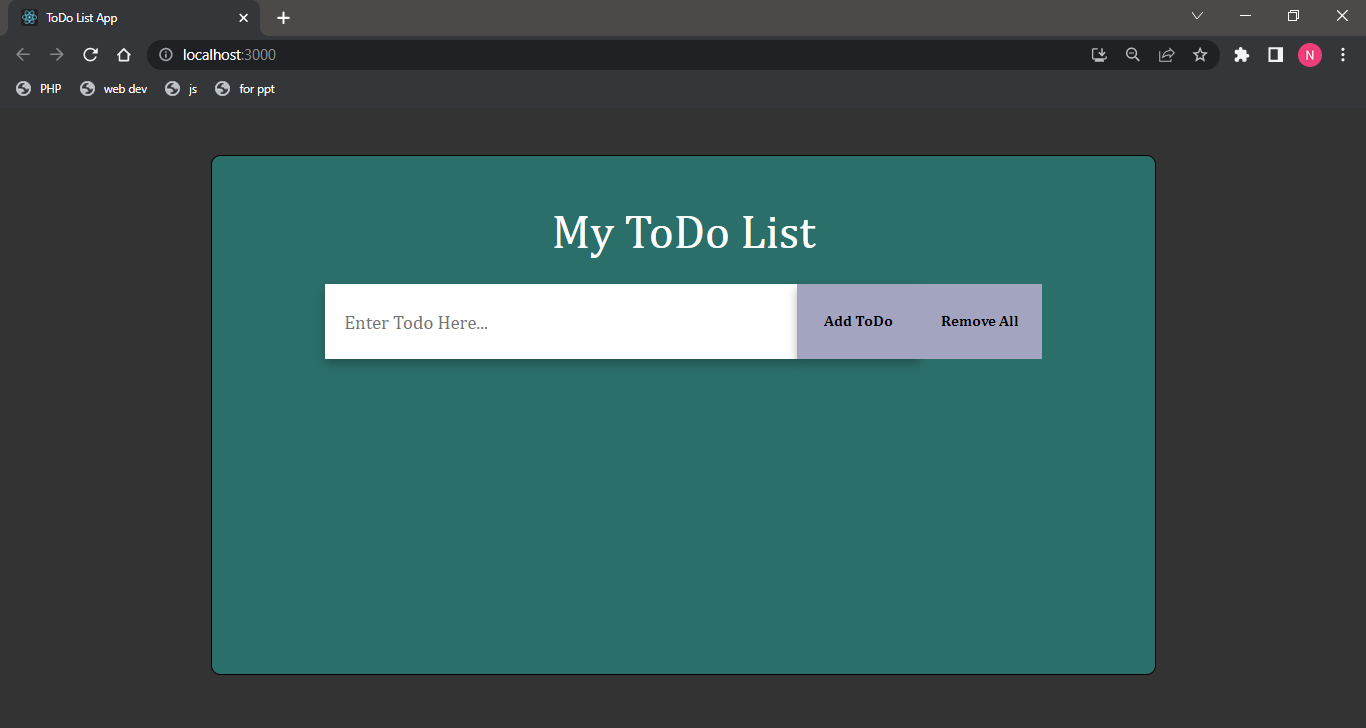 ToDo List App
localhost:3000
N
PHP web dev js for ppt
My ToDo List
Enter Todo Here... Add ToDo Remove All